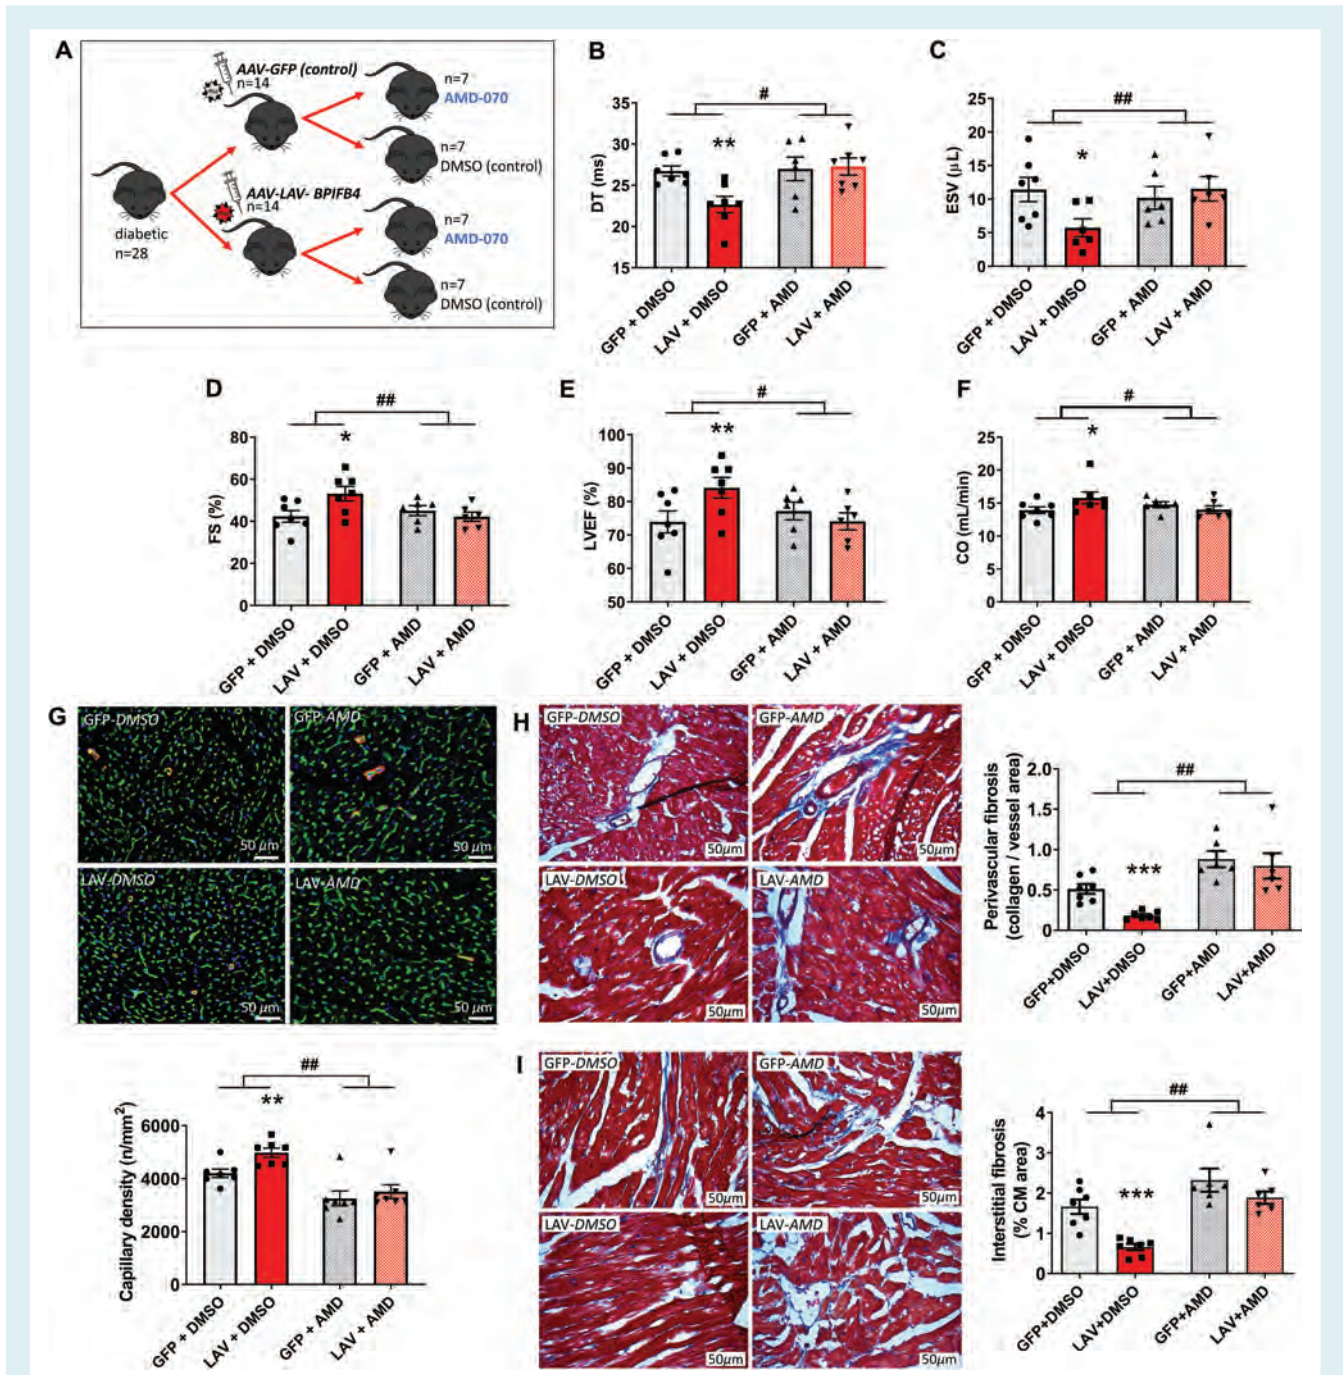 A
AAV-GFP (control)
n=14
n=7
AMD-070
n=7
DMSO (control)
AAV-LAV- BPIFB4
n=14
diabetic
n=28
n=7
AMD-070
n=7
DMSO (control)
B
#
**
DT (ms)
35
30
25
20
15
GFP + DMSO
LAV + DMSO
GFP + AMD
LAV + AMD
C
##
*
ESV (µL)
25
20
15
10
5
0
GFP + DMSO
LAV + DMSO
GFP + AMD
LAV + AMD
D
##
*
FS (%)
80
60
40
20
0
GFP + DMSO
LAV + DMSO
GFP + AMD
LAV + AMD
E
#
**
LVEF (%)
100
90
80
70
60
50
GFP + DMSO
LAV + DMSO
GFP + AMD
LAV + AMD
F
#
*
CO (mL/min)
25
20
15
10
5
0
GFP + DMSO
LAV + DMSO
GFP + AMD
LAV + AMD
G
GFP-DMSO
50 µm
GFP-AMD
50 µm
LAV-DMSO
50 µm
LAV-AMD
50 µm
##
**
Capillary density (n/mm²)
6000
4000
2000
0
GFP + DMSO
LAV + DMSO
GFP + AMD
LAV + AMD
H
GFP-DMSO
50µm
GFP-AMD
50µm
LAV-DMSO
50µm
LAV-AMD
50µm
##
***
Perivascular fibrosis
(collagen / vessel area)
2.0
1.5
1.0
0.5
0
GFP+DMSO
LAV+DMSO
GFP+AMD
LAV+AMD
I
GFP-DMSO
50µm
GFP-AMD
50µm
LAV-DMSO
50µm
LAV-AMD
50µm
##
***
Interstitial fibrosis
(% CM area)
4
3
2
1
0
GFP+DMSO
LAV+DMSO
GFP+AMD
LAV+AMD